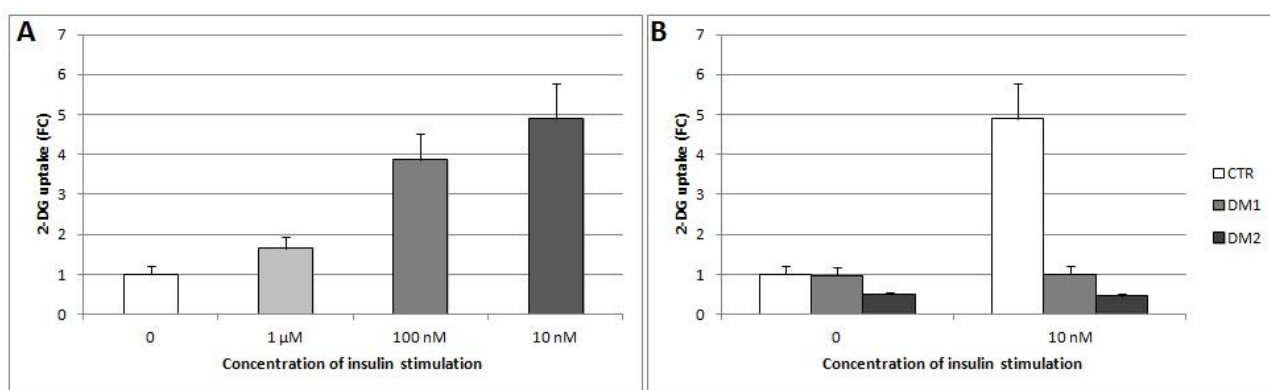 A
7
6
5
4
3
2
1
0
2-DG uptake (FC)
0 1 µM 100 nM 10 nM
Concentration of insulin stimulation
B
7
6
5
4
3
2
1
0
2-DG uptake (FC)
0 10 nM
Concentration of insulin stimulation
CTR
DM1
DM2